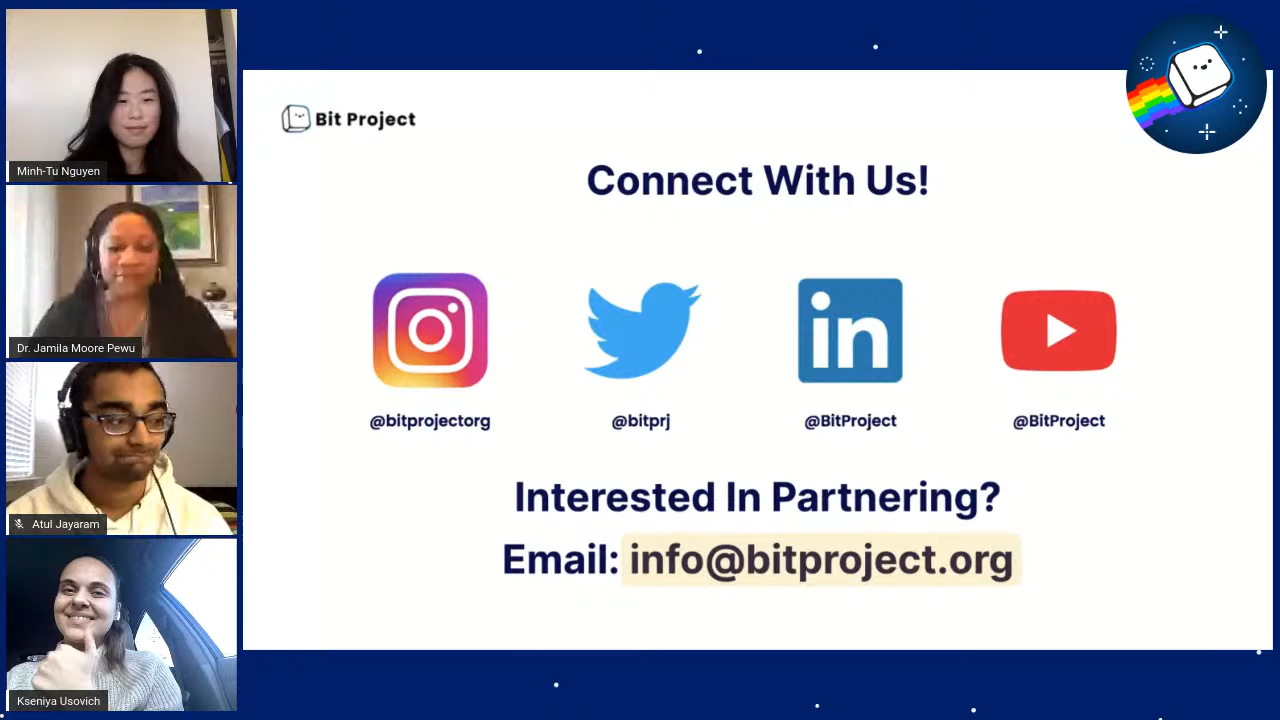 Minh-Tu Nguyen
Dr. Jamila Moore Pewu
Atul Jayaram
Kseniya Usovich
Bit Project
Connect With Us!
in
@bitprojectorg
@bitprj
@BitProject
@BitProject
Interested In Partnering?
Email: info@bitproject.org